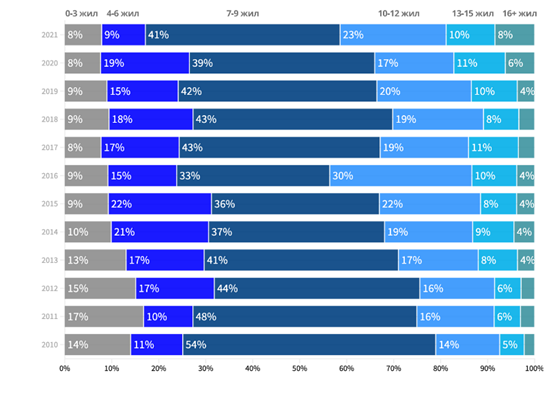 0-3 жил 4-6 жил 7-9 жил 10-12 жил 13-15 жил 16+ жил
2021 8% 9% 41% 23% 10% 8%
2020 8% 19% 39% 17% 11% 6%
2019 9% 15% 42% 20% 10% 4%
2018 9% 18% 43% 19% 8%
2017 8% 17% 43% 19% 11%
2016 9% 15% 33% 30% 10% 4%
2015 9% 22% 36% 22% 8% 4%
2014 10% 21% 37% 19% 9% 4%
2013 13% 17% 41% 17% 8% 4%
2012 15% 17% 44% 16% 6%
2011 17% 10% 48% 16% 6%
2010 14% 11% 54% 14% 5%
0% 10% 20% 30% 40% 50% 60% 70% 80% 90% 100%